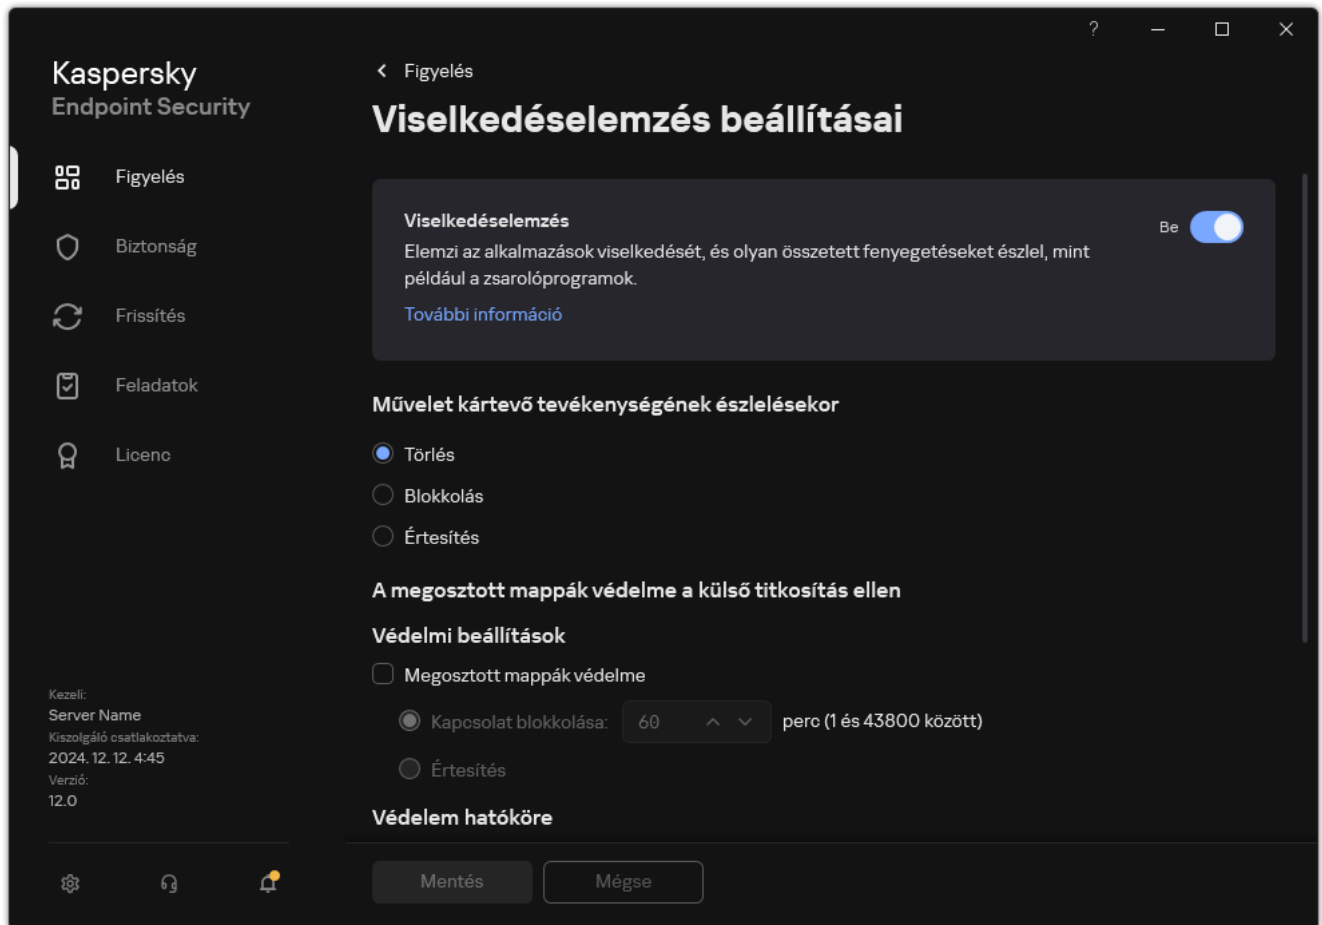 ?
Kaspersky
Endpoint Security
Figyelés
Biztonság
Frissítés
Feladatok
Licenc
Kezeli:
Server Name
Kiszolgáló csatlakoztatva:
2024. 12. 12. 4:45
Verzió:
12.0
Figyelés
Viselkedéselemzés beállításai
Viselkedéselemzés
Be
Elemzi az alkalmazások viselkedését, és olyan összetett fenyegetéseket észlel, mint
például a zsarolóprogramok.
További információ
Művelet kártevő tevékenységének észlelésekor
Törlés
Blokkolás
Értesítés
A megosztott mappák védelme a külső titkosítás ellen
Védelmi beállítások
Megosztott mappák védelme
Kapcsolat blokkolása: 60 perc (1 és 43800 között)
Értesítés
Védelem hatóköre
Mentés
Mégse